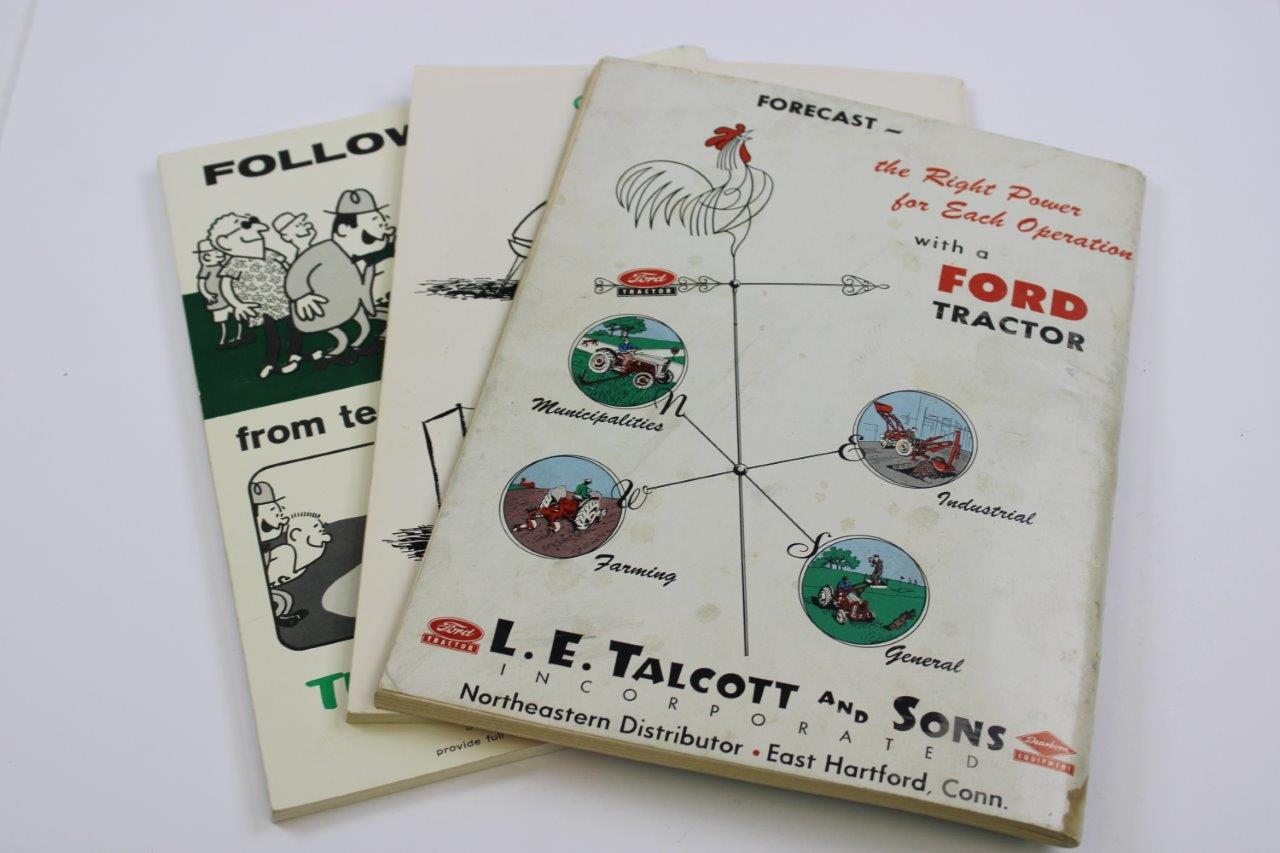 FORECAST –
the Right Power
for Each Operation
with a
FORD
TRACTOR
Ford
TRACTOR
N
Municipalities
E
Industrial
W
Farming
S
General
Ford
TRACTOR
L. E. TALCOTT AND SONS
INCORPORATED
Northeastern Distributor • East Hartford, Conn.
Dearborn
EQUIPMENT
FOLLOW
from te
provide full